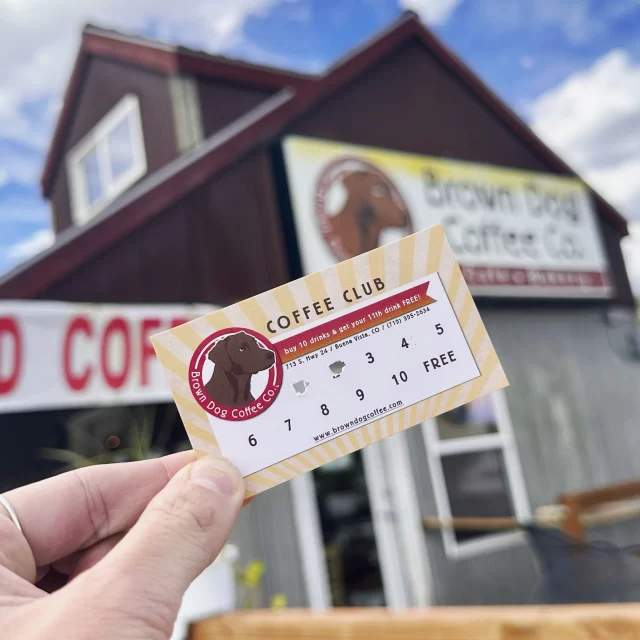 Brown Dog
Coffee Co.
D COF
COFFEE CLUB
buy 10 drinks & get your 11th drink FREE!
713 S. Hwy 24 / Buena Vista, CO / (719) 395-2634
Brown Dog Coffee Co.
3 4 5
6 7 8 9 10 FREE
www.browndogcoffee.com